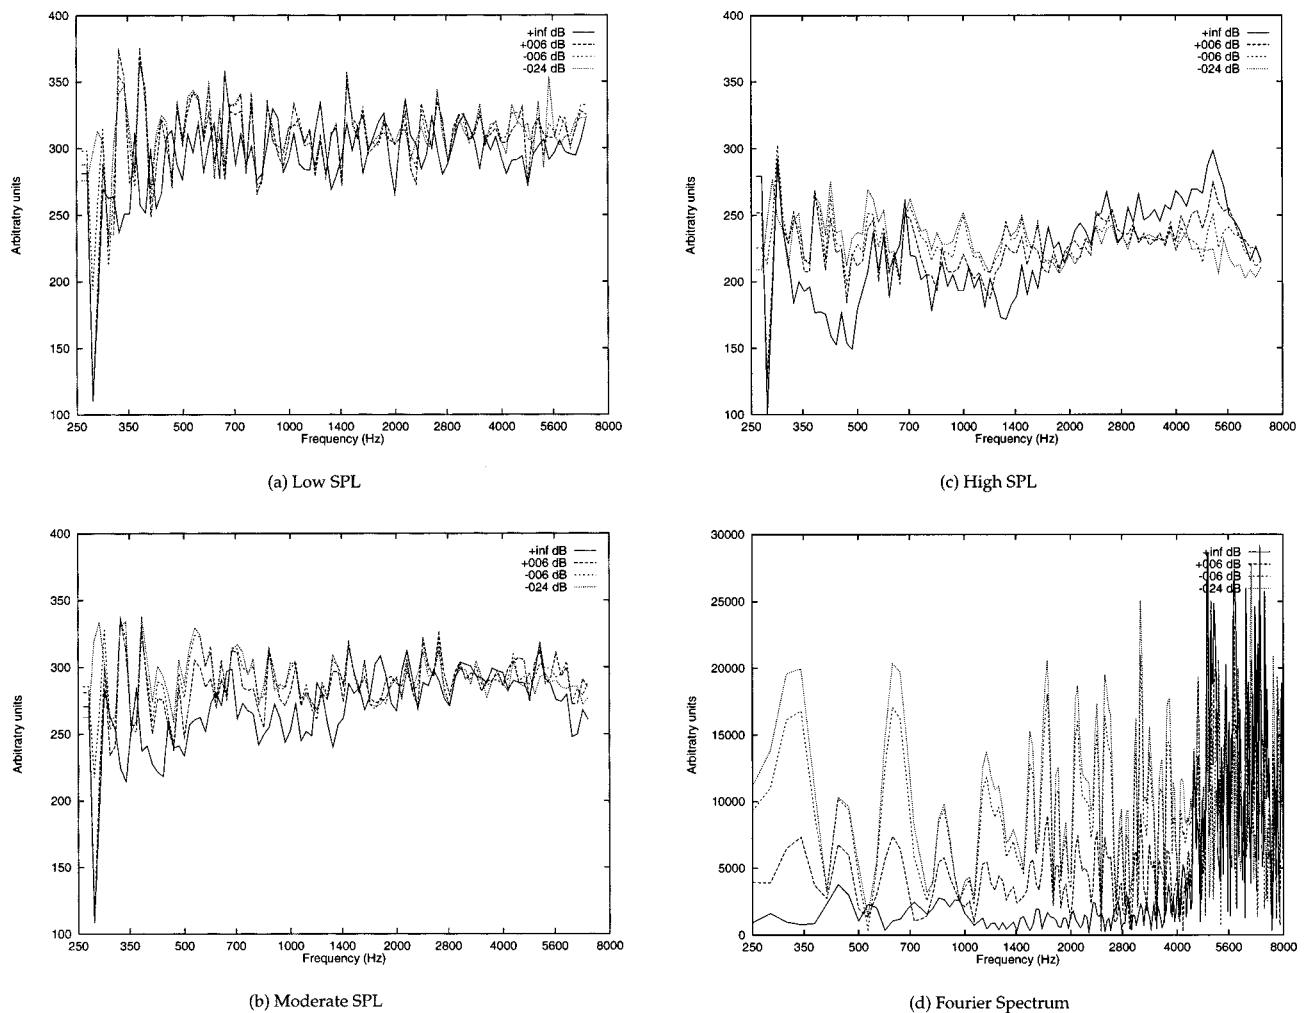 400
350
300
250
200
150
100
Arbitratry units
+inf dB
+006 dB
-006 dB
-024 dB
250 350 500 700 1000 1400 2000 2800 4000 5600 8000
Frequency (Hz)
(a) Low SPL
400
350
300
250
200
150
100
Arbitratry units
+inf dB
+006 dB
-006 dB
-024 dB
250 350 500 700 1000 1400 2000 2800 4000 5600 8000
Frequency (Hz)
(c) High SPL
400
350
300
250
200
150
100
Arbitratry units
+inf dB
+006 dB
-006 dB
-024 dB
250 350 500 700 1000 1400 2000 2800 4000 5600 8000
Frequency (Hz)
(b) Moderate SPL
30000
25000
20000
15000
10000
5000
0
Arbitratry units
+inf dB
+006 dB
-006 dB
-024 dB
250 350 500 700 1000 1400 2000 2800 4000 5600 8000
Frequency (Hz)
(d) Fourier Spectrum